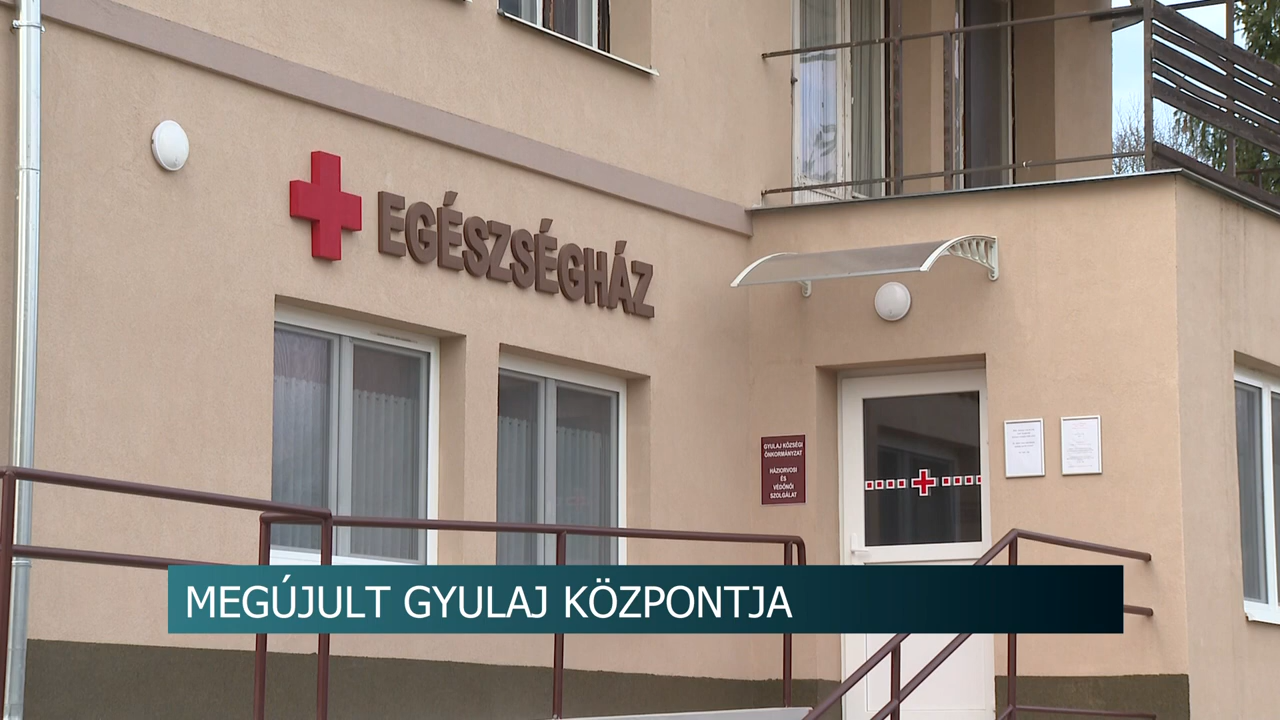 EGÉSZSÉGHÁZ
GYULAJ KÖZSÉGI
ÖNKORMÁNYZAT
HÁZIORVOSI
ÉS
VÉDŐNŐI
SZOLGÁLAT
MEGÚJULT GYULAJ KÖZPONTJA